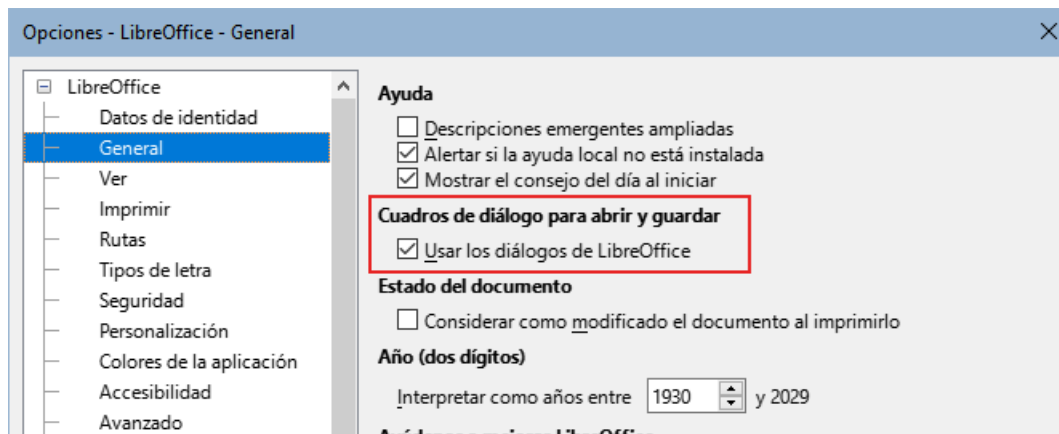 Opciones - LibreOffice - General
LibreOffice
Datos de identidad
General
Ver
Imprimir
Rutas
Tipos de letra
Seguridad
Personalización
Colores de la aplicación
Accesibilidad
Avanzado
Ayuda
Descripciones emergentes ampliadas
Alertar si la ayuda local no está instalada
Mostrar el consejo del día al iniciar
Cuadros de diálogo para abrir y guardar
Usar los diálogos de LibreOffice
Estado del documento
Considerar como modificado el documento al imprimirlo
Año (dos dígitos)
Interpretar como años entre 1930 y 2029